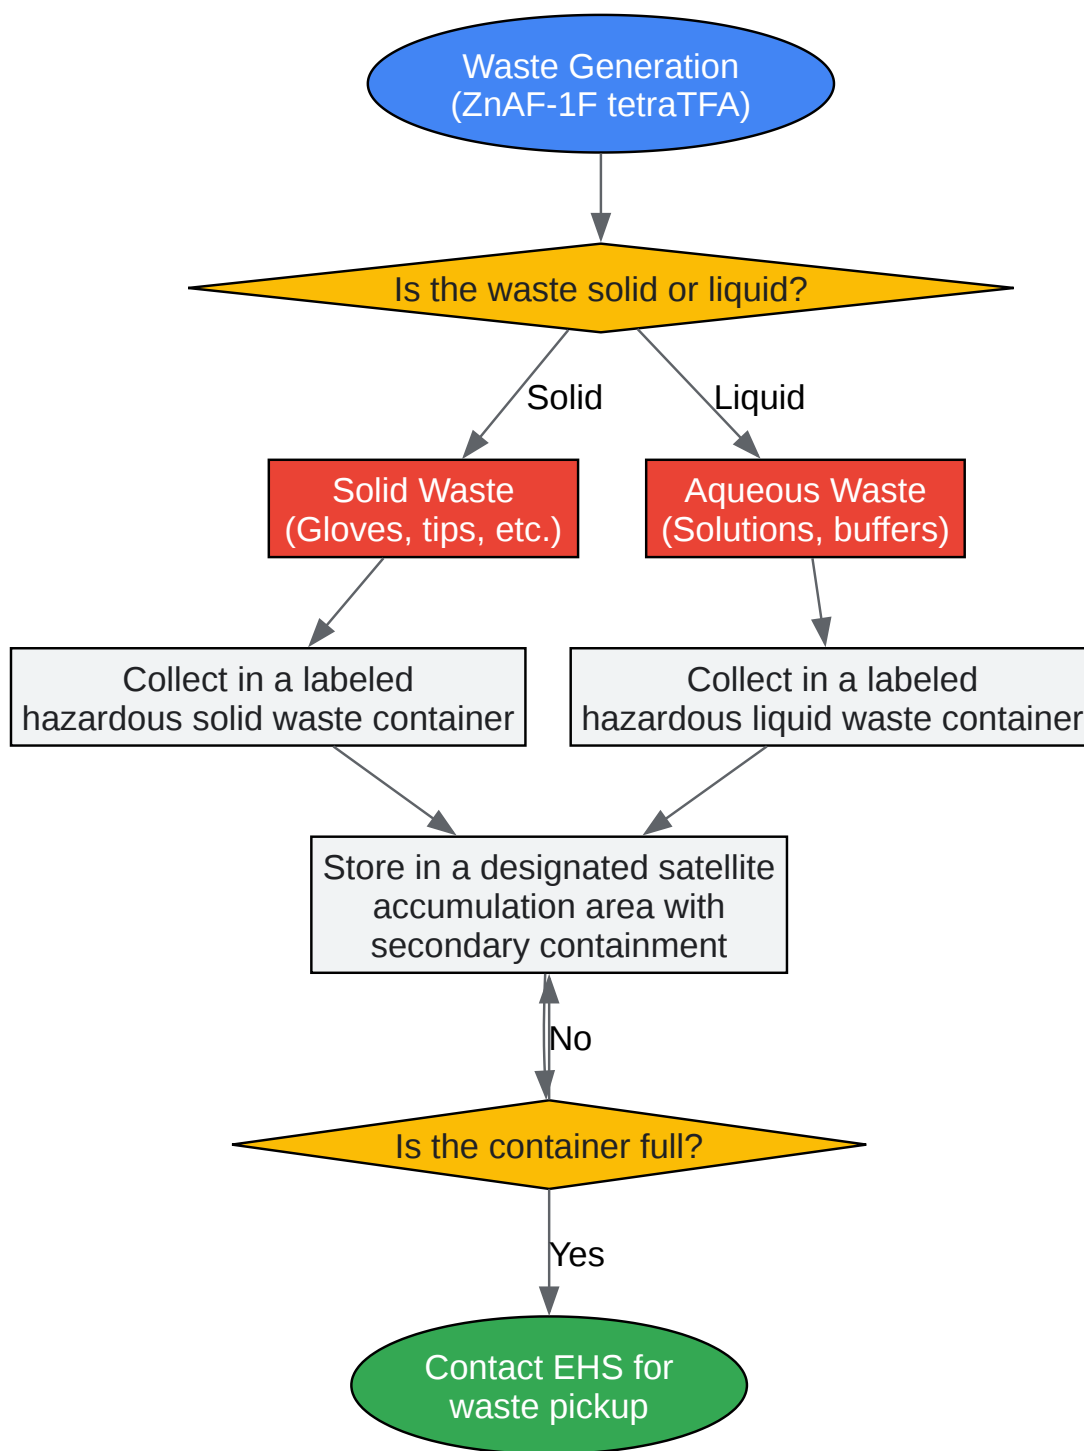 Waste Generation
(ZnAF-1F tetraTFA)
Is the waste solid or liquid?
Solid
Liquid
Solid Waste
(Gloves, tips, etc.)
Aqueous Waste
(Solutions, buffers)
Collect in a labeled
hazardous solid waste container
Collect in a labeled
hazardous liquid waste container
Store in a designated satellite
accumulation area with
secondary containment
No
Is the container full?
Yes
Contact EHS for
waste pickup